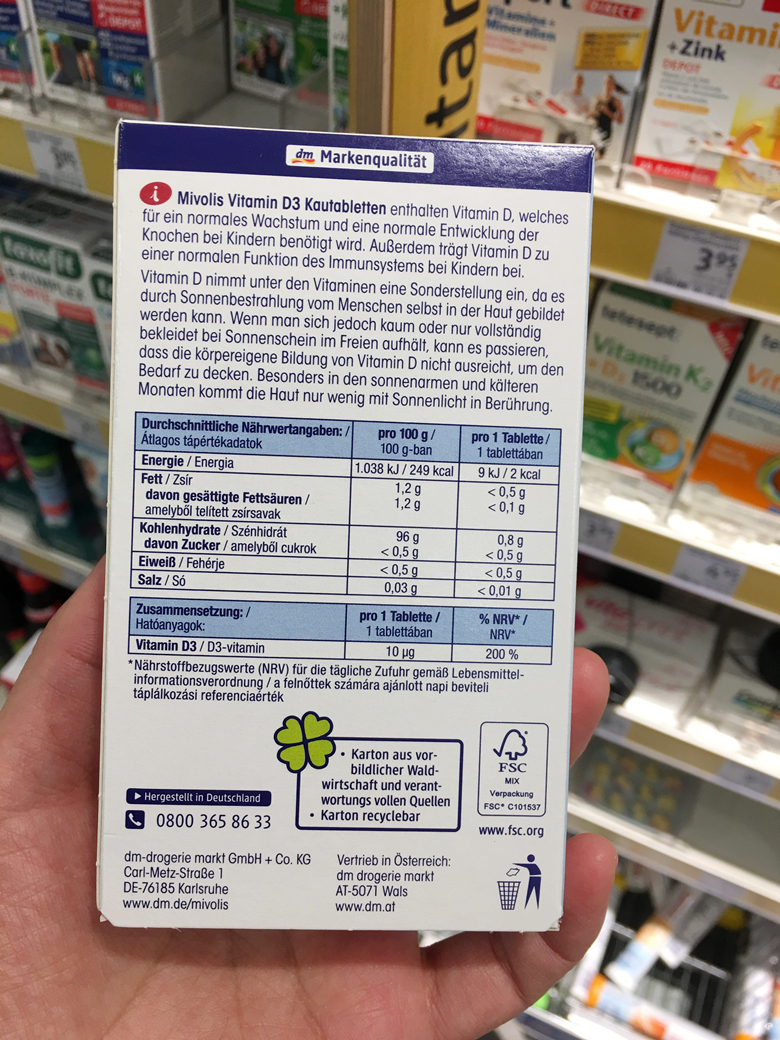 dm Markenqualität
Mivolis Vitamin D3 Kautabletten enthalten Vitamin D, welches
für ein normales Wachstum und eine normale Entwicklung der
Knochen bei Kindern benötigt wird. Außerdem trägt Vitamin D zu
einer normalen Funktion des Immunsystems bei Kindern bei.
Vitamin D nimmt unter den Vitaminen eine Sonderstellung ein, da es
durch Sonnenbestrahlung vom Menschen selbst in der Haut gebildet
werden kann. Wenn man sich jedoch kaum oder nur vollständig
bekleidet bei Sonnenschein im Freien aufhält, kann es passieren,
dass die körpereigene Bildung von Vitamin D nicht ausreicht, um den
Bedarf zu decken. Besonders in den sonnenarmen und kälteren
Monaten kommt die Haut nur wenig mit Sonnenlicht in Berührung.
Durchschnittliche Nährwertangaben: / pro 100 g / pro 1 Tablette /
Átlagos tápértékadatok 100 g-ban 1 tablettában
Energie / Energia 1.038 kJ / 249 kcal 9 kJ / 2 kcal
Fett / Zsír 1,2 g < 0,5 g
davon gesättigte Fettsäuren / 1,2 g < 0,1 g
amelyből telített zsírsavak
Kohlenhydrate / Szénhidrát 96 g 0,8 g
davon Zucker / amelyből cukrok < 0,5 g < 0,5 g
Eiweiß / Fehérje < 0,5 g < 0,5 g
Salz / Só 0,03 g < 0,01 g
Zusammensetzung: / pro 1 Tablette / % NRV* /
Hatóanyagok: 1 tablettában NRV*
Vitamin D3 / D3-vitamin 10 µg 200 %
*Nährstoffbezugswerte (NRV) für die tägliche Zufuhr gemäß Lebensmittel-
informationsverordnung / a felnőttek számára ajánlott napi beviteli
táplálkozási referenciaérték
• Karton aus vor-
bildlicher Wald-
wirtschaft und verant-
wortungs vollen Quellen
• Karton recyclebar
FSC
MIX
Verpackung
FSC® C101537
www.fsc.org
Hergestellt in Deutschland
0800 365 86 33
dm-drogerie markt GmbH + Co. KG
Carl-Metz-Straße 1
DE-76185 Karlsruhe
www.dm.de/mivolis
Vertrieb in Österreich:
dm drogerie markt
AT-5071 Wals
www.dm.at
Vitamine +
Mineralien
DIRECT
+Zink
DEPOT
3,95
tetesept
Vitamin K2
+ D3 1500